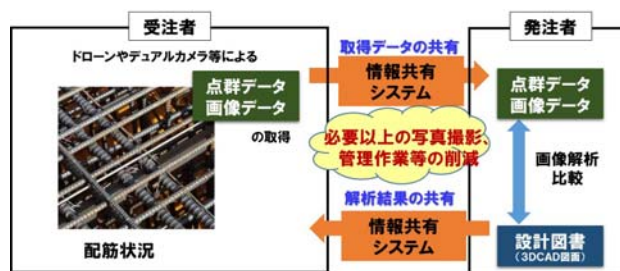 受注者
ドローンやデュアルカメラ等による
点群データ
画像データ
の取得
配筋状況
取得データの共有
情報共有
システム
必要以上の写真撮影、
管理作業等の削減
解析結果の共有
情報共有
システム
発注者
点群データ
画像データ
画像解析
比較
設計図書
(3DCAD図面)